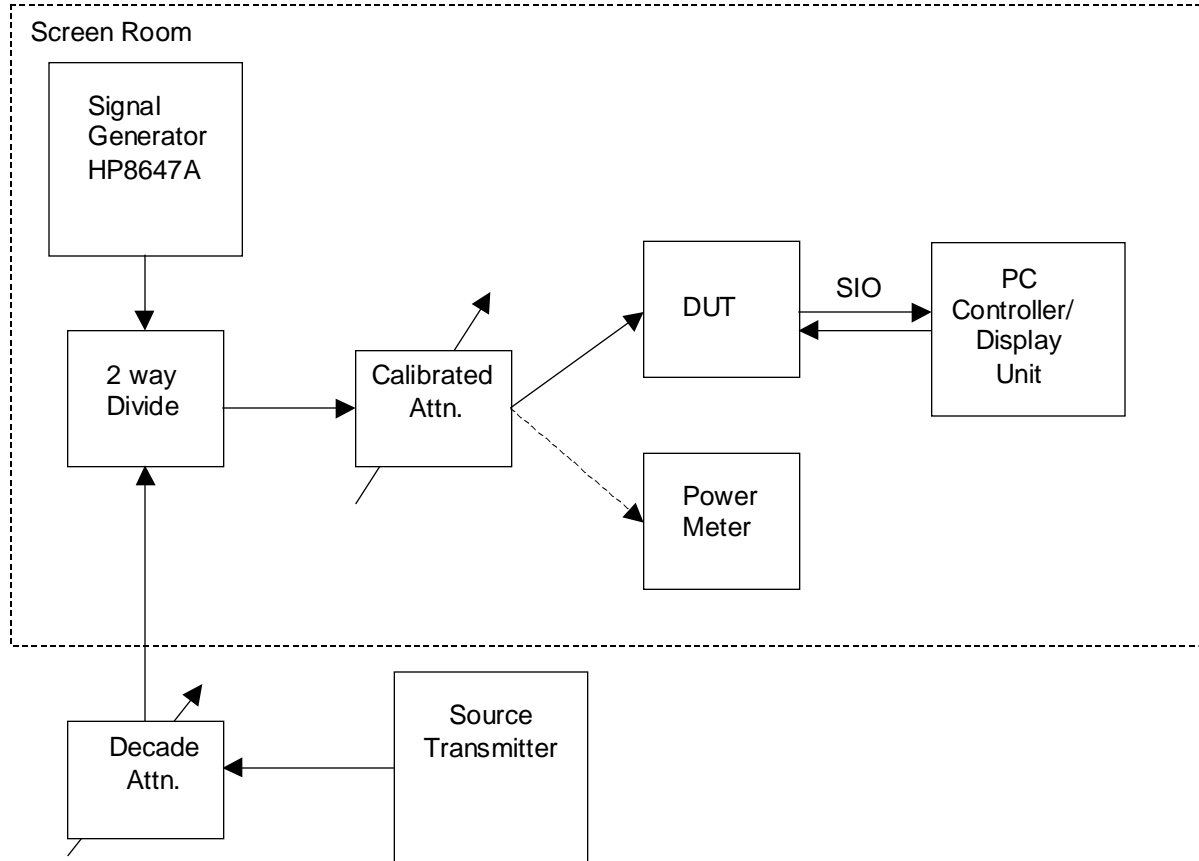 Screen Room
Signal
Generator
HP8647A
2 way
Divide
Calibrated
Attn.
DUT
SIO
PC
Controller/
Display
Unit
Power
Meter
Decade
Attn.
Source
Transmitter